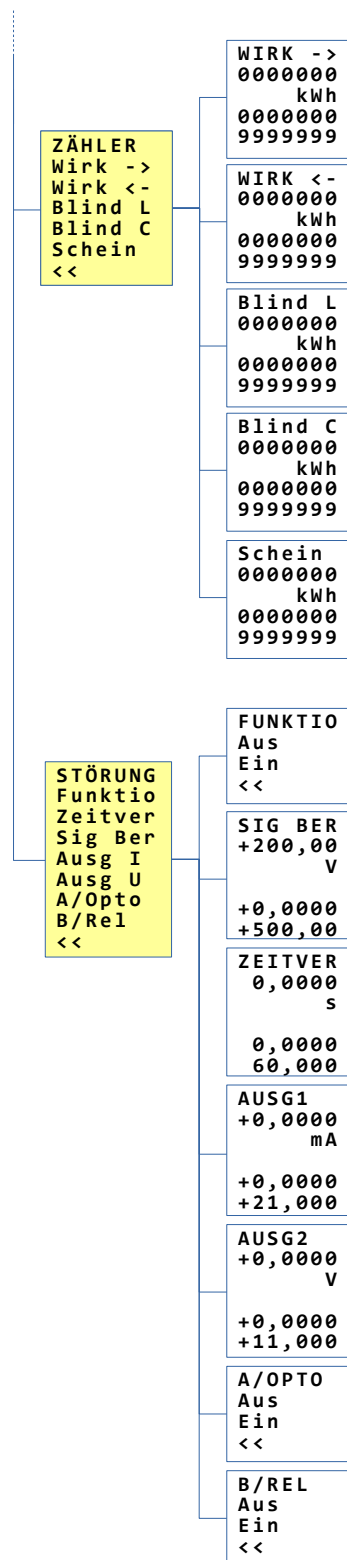 ZÄHLER
Wirk ->
Wirk <-
Blind L
Blind C
Schein
<<
WIRK ->
0000000
kWh
0000000
9999999
WIRK <-
0000000
kWh
0000000
9999999
Blind L
0000000
kWh
0000000
9999999
Blind C
0000000
kWh
0000000
9999999
Schein
0000000
kWh
0000000
9999999
STÖRUNG
Funktio
Zeitver
Sig Ber
Ausg I
Ausg U
A/Opto
B/Rel
<<
FUNKTIO
Aus
Ein
<<
SIG BER
+200,00
V
+0,0000
+500,00
ZEITVER
0,0000
s
0,0000
60,000
AUSG1
+0,0000
mA
+0,0000
+21,000
AUSG2
+0,0000
V
+0,0000
+11,000
A/OPTO
Aus
Ein
<<
B/REL
Aus
Ein
<<